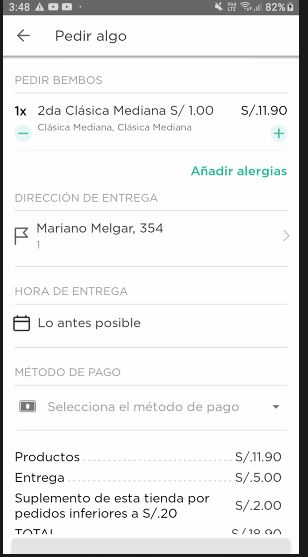 3:48
82%
Pedir algo
PEDIR BEMBOS
1x 2da Clásica Mediana S/ 1.00 S/.11.90
Clásica Mediana, Clásica Mediana
Añadir alergias
DIRECCIÓN DE ENTREGA
Mariano Melgar, 354
1
HORA DE ENTREGA
Lo antes posible
MÉTODO DE PAGO
Selecciona el método de pago
Productos S/.11.90
Entrega S/.5.00
Suplemento de esta tienda por
pedidos inferiores a S/.20 S/.2.00
TOTAL S/.18.90